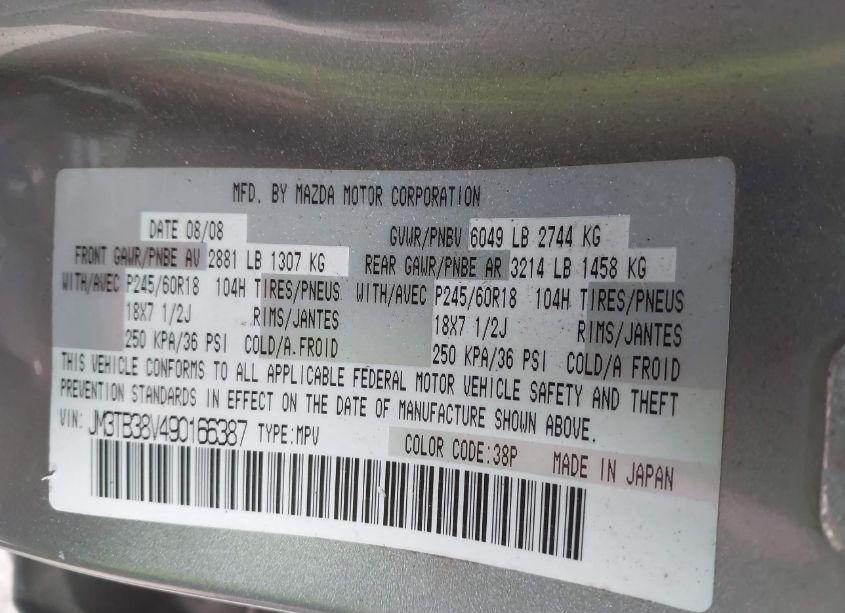 MFD. BY MAZDA MOTOR CORPORATION
DATE 08/08 GVWR/PNBV 6049 LB 2744 KG
FRONT GAWR/PNBE AV 2881 LB 1307 KG REAR GAWR/PNBE AR 3214 LB 1458 KG
WITH/AVEC P245/60R18 104H TIRES/PNEUS WITH/AVEC P245/60R18 104H TIRES/PNEUS
18X7 1/2J RIMS/JANTES 18X7 1/2J RIMS/JANTES
250 KPA/36 PSI COLD/A.FROID 250 KPA/36 PSI COLD/A FROID
THIS VEHICLE CONFORMS TO ALL APPLICABLE FEDERAL MOTOR VEHICLE SAFETY AND THEFT
PREVENTION STANDARDS IN EFFECT ON THE DATE OF MANUFACTURE SHOWN ABOVE.
VIN: JM3TB38V490166387 TYPE:MPV
COLOR CODE:38P MADE IN JAPAN